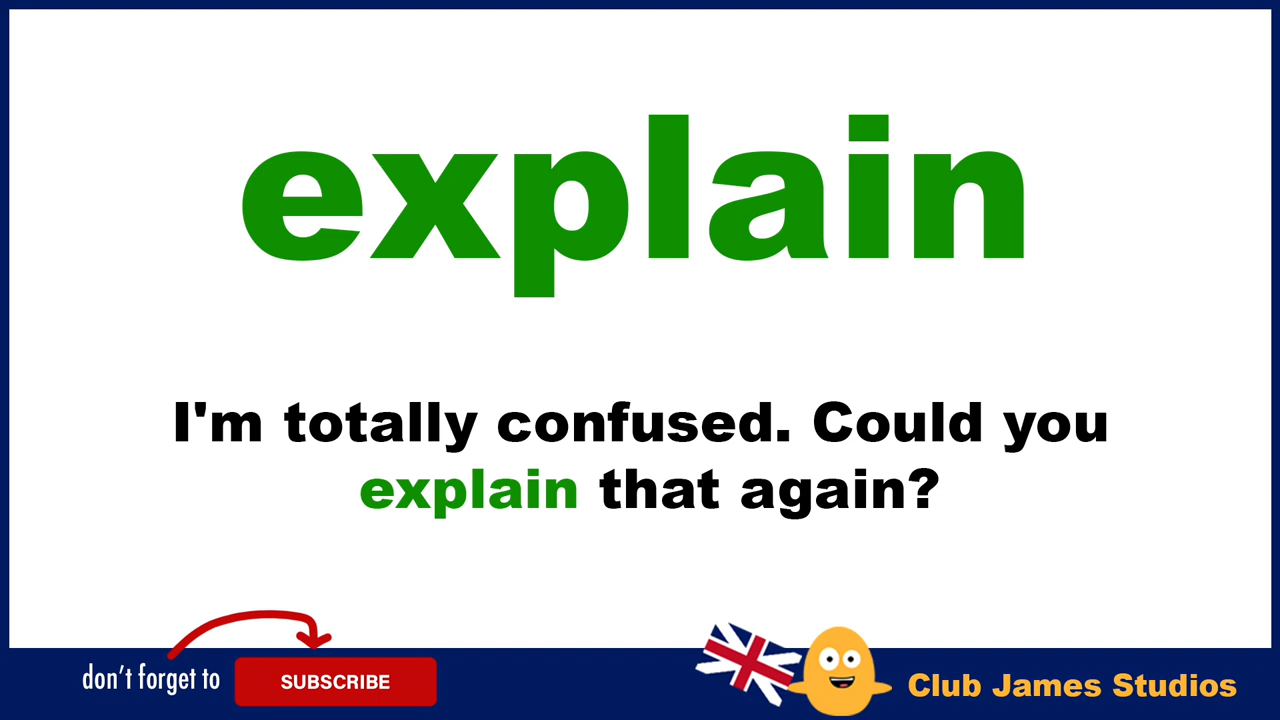 explain
I'm totally confused. Could you
explain that again?
don't forget to
SUBSCRIBE
Club James Studios